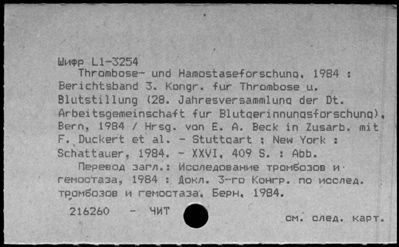 Шифр L1-3254
Thrombose- und Hamostaseforschung, 1984 :
Berichtsband 3. Kongr. fur Thrombose u.
Blutstillung (28. Jahresversammlung der Dt.
Arbeitsgemeinschaft fur Blutgerinnungsforschung),
Bern, 1984 / Hrsg. von E. A. Beck in Zusarb. mit
F. Duckert et al. - Stuttgart ; New York :
Schattauer, 1984. - XXVI, 409 S. : Abb.
Перевод загл.: Исследование тромбозов и
гемостаза, 1984 : Докл. 3-го Конгр. по исслед.
тромбозов и гемостаза, Берн, 1984.
216260 - ЧИТ
см. след. карт.